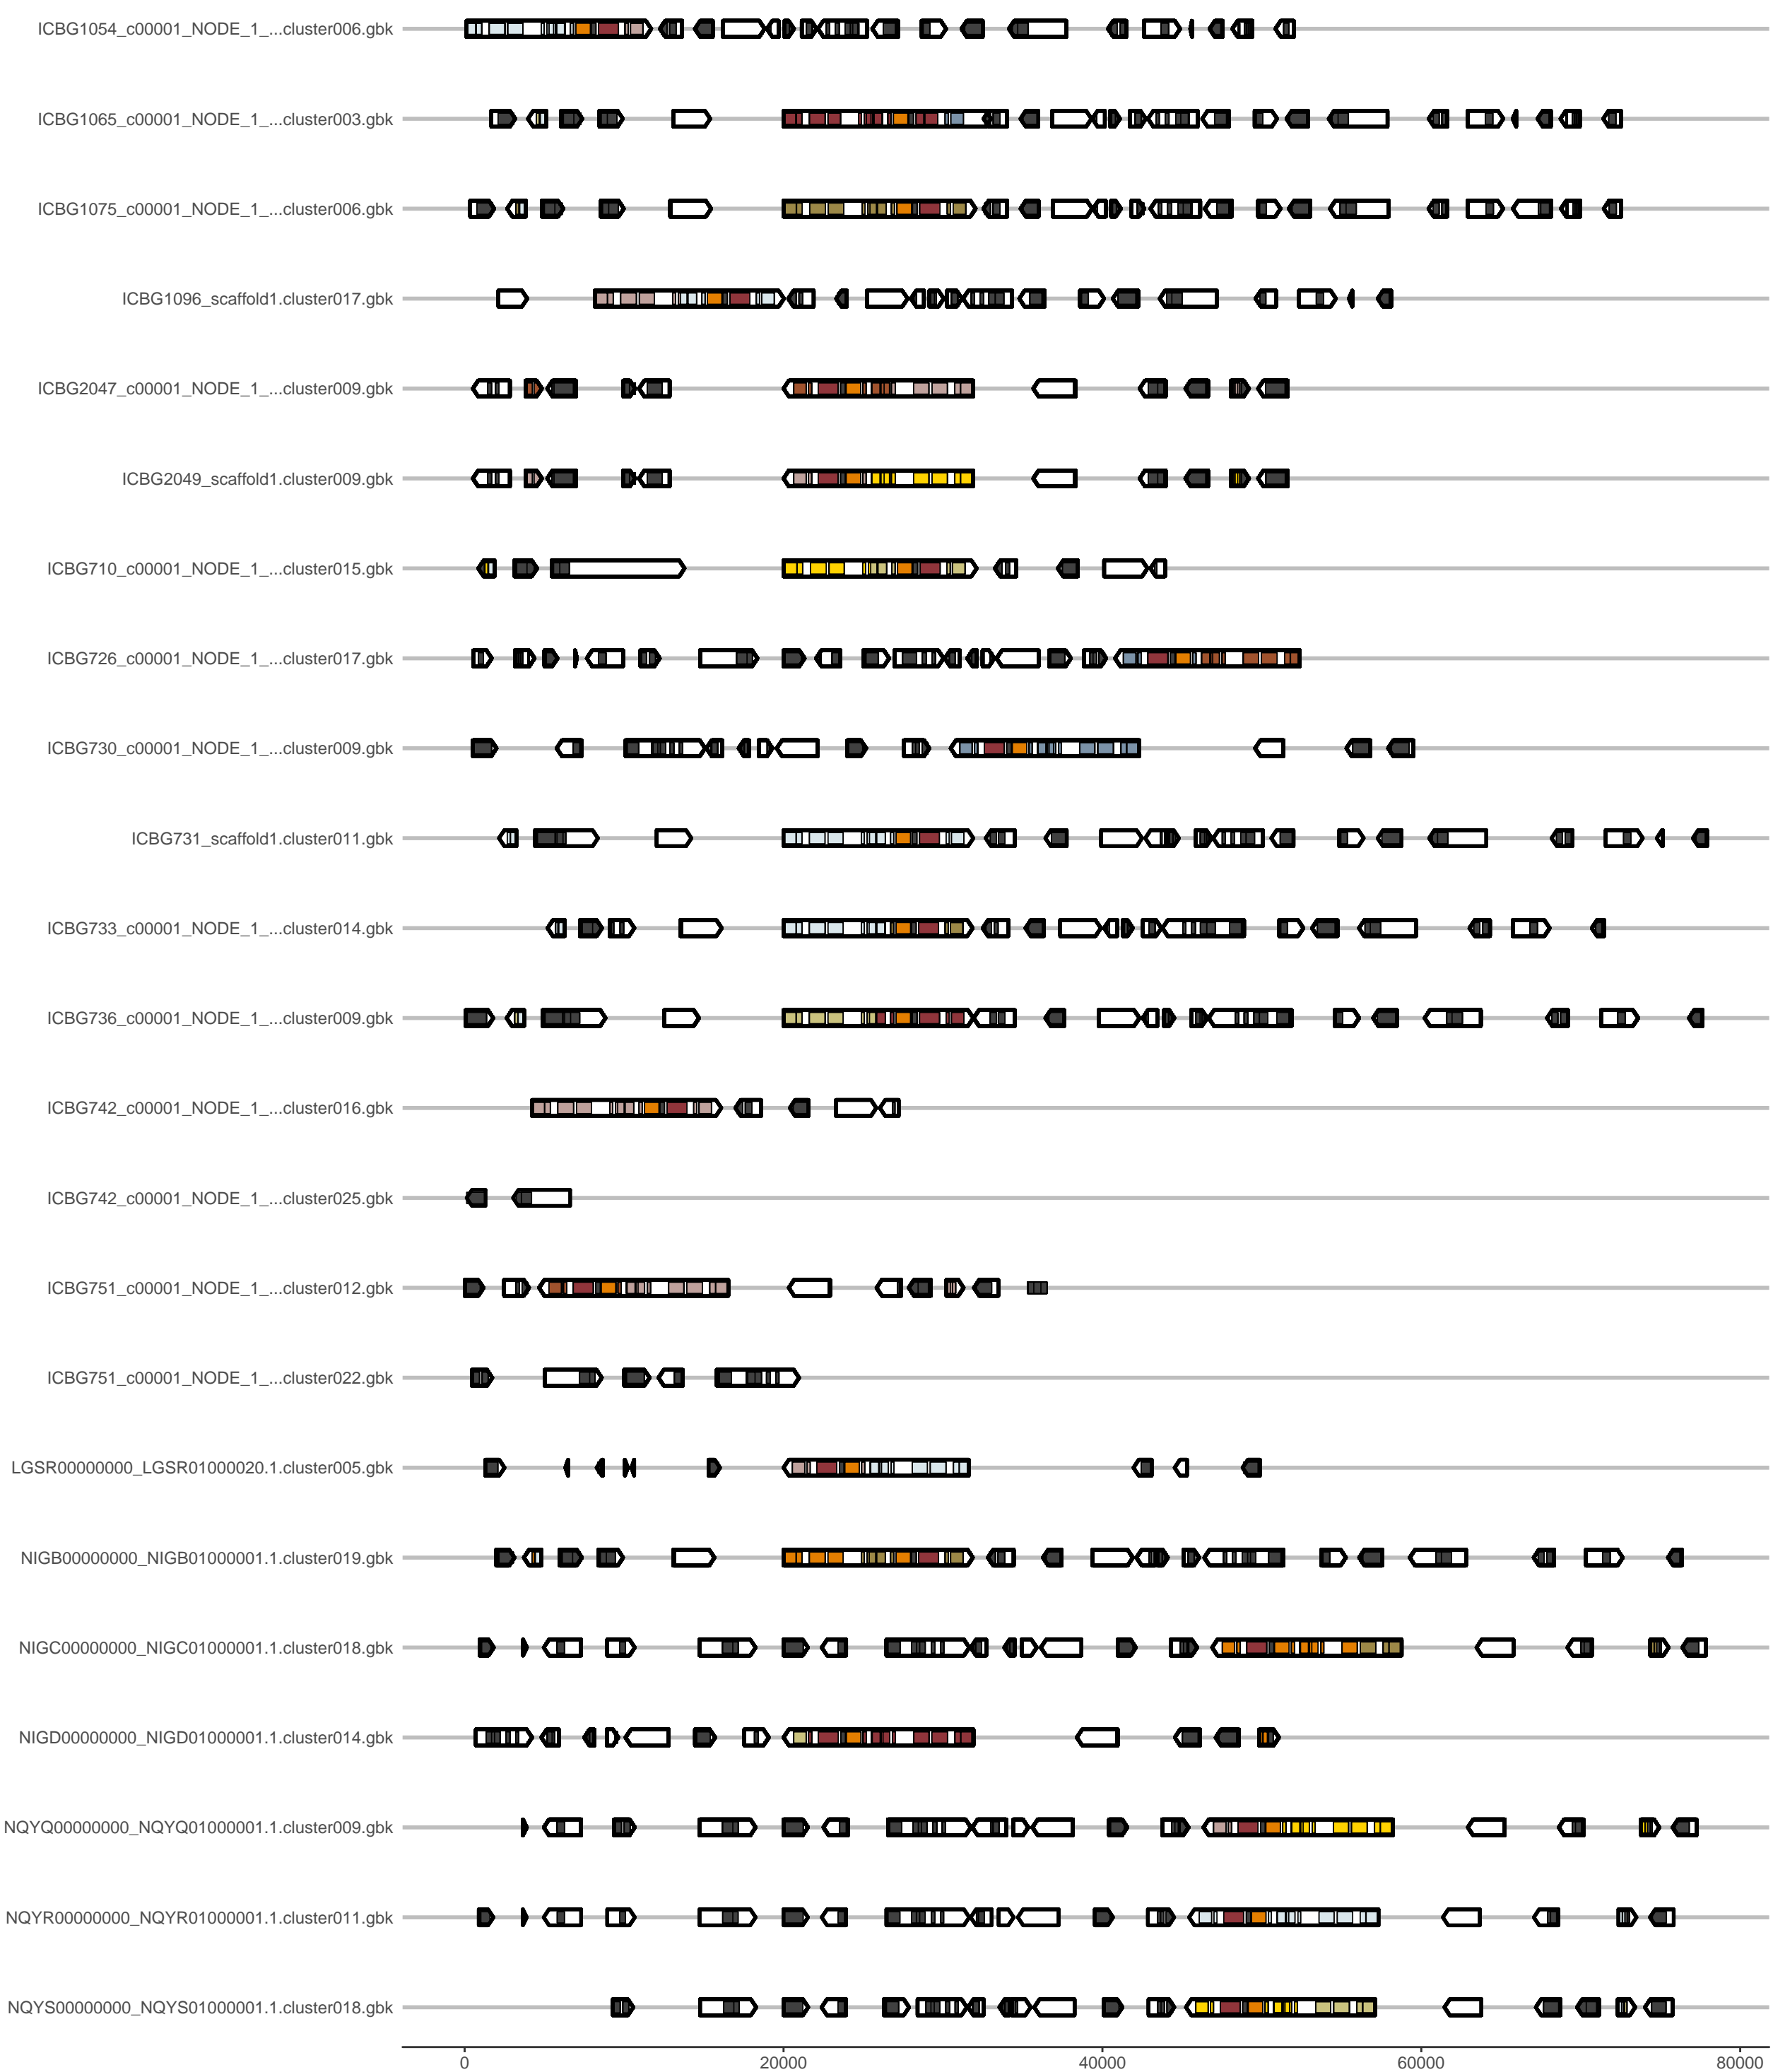 ICBG1054_c00001_NODE_1_...cluster006.gbk
ICBG1065_c00001_NODE_1_...cluster003.gbk
ICBG1075_c00001_NODE_1_...cluster006.gbk
ICBG1096_scaffold1.cluster017.gbk
ICBG2047_c00001_NODE_1_...cluster009.gbk
ICBG2049_scaffold1.cluster009.gbk
ICBG710_c00001_NODE_1_...cluster015.gbk
ICBG726_c00001_NODE_1_...cluster017.gbk
ICBG730_c00001_NODE_1_...cluster009.gbk
ICBG731_scaffold1.cluster011.gbk
ICBG733_c00001_NODE_1_...cluster014.gbk
ICBG736_c00001_NODE_1_...cluster009.gbk
ICBG742_c00001_NODE_1_...cluster016.gbk
ICBG742_c00001_NODE_1_...cluster025.gbk
ICBG751_c00001_NODE_1_...cluster012.gbk
ICBG751_c00001_NODE_1_...cluster022.gbk
LGSR00000000_LGSR01000020.1.cluster005.gbk
NIGB00000000_NIGB01000001.1.cluster019.gbk
NIGC00000000_NIGC01000001.1.cluster018.gbk
NIGD00000000_NIGD01000001.1.cluster014.gbk
NQYQ00000000_NQYQ01000001.1.cluster009.gbk
NQYR00000000_NQYR01000001.1.cluster011.gbk
NQYS00000000_NQYS01000001.1.cluster018.gbk
0 20000 40000 60000 80000